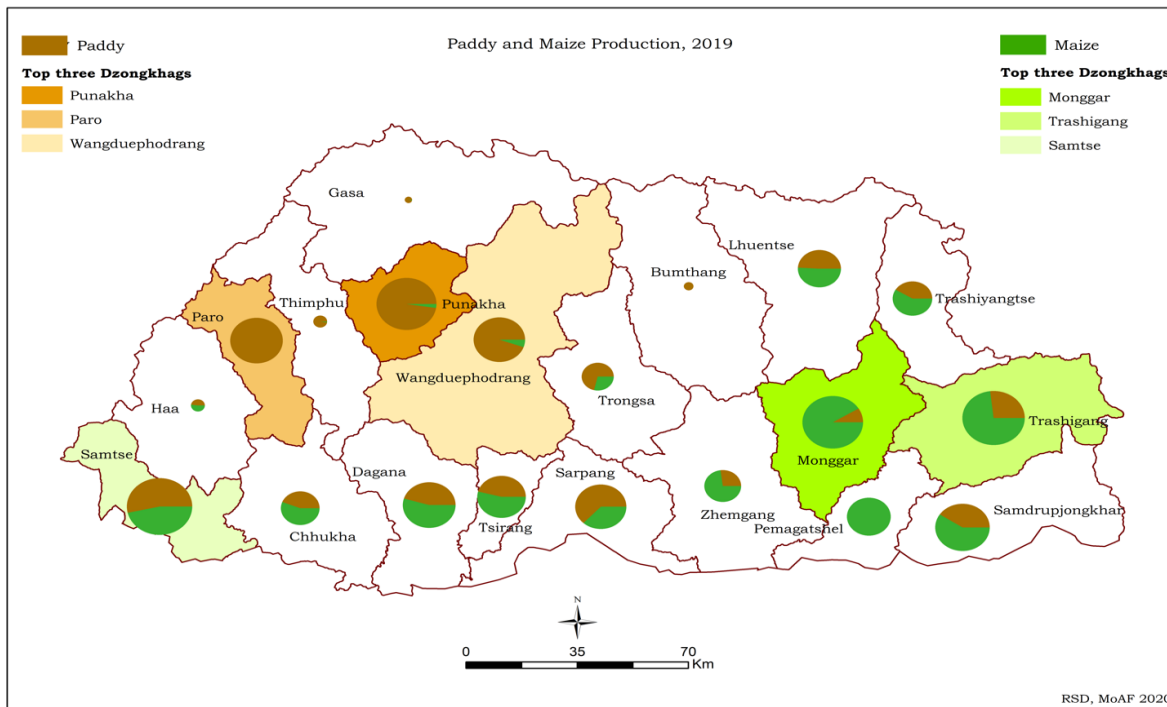 Paddy and Maize Production, 2019
Paddy
Top three Dzongkhags
Punakha
Paro
Wangduephodrang
Maize
Top three Dzongkhags
Monggar
Trashigang
Samtse
Gasa
Lhuentse
Bumthang
Trashiyangtse
Thimphu
Punakha
Paro
Wangduephodrang
Trongsa
Haa
Trashigang
Monggar
Samtse
Dagana
Sarpang
Zhemgang
Samdrupjongkhar
Tsirang
Pemagatshel
Chhukha
N
0 35 70
Km
RSD, MoAF 2020